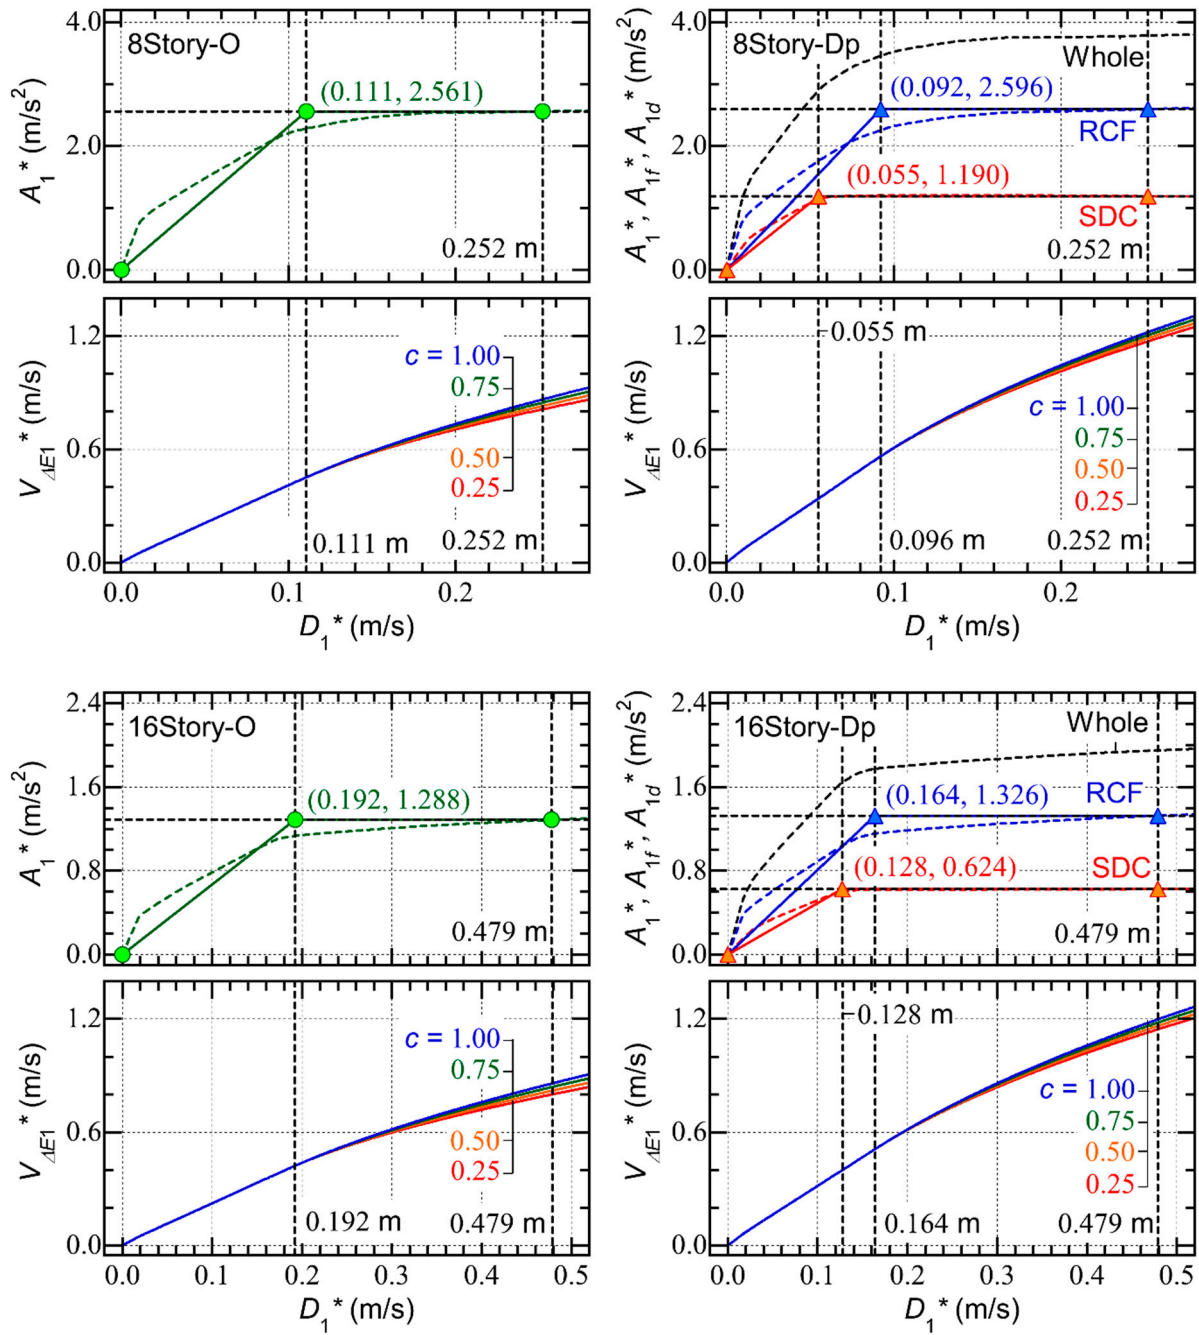 8Story-O
(0.111, 2.561)
0.252 m
A1* (m/s²)
4.0
2.0
0.0
c = 1.00
0.75
0.50
0.25
0.111 m
0.252 m
VΔE1* (m/s)
1.2
0.6
0.0
0.0 0.1 0.2
D1* (m/s)
8Story-Dp
Whole
(0.092, 2.596)
RCF
(0.055, 1.190)
SDC
0.252 m
A1*, A1f*, A1d* (m/s²)
4.0
2.0
0.0
0.055 m
c = 1.00
0.75
0.50
0.25
0.096 m
0.252 m
VΔE1* (m/s)
1.2
0.6
0.0
0.0 0.1 0.2
D1* (m/s)
16Story-O
(0.192, 1.288)
0.479 m
A1* (m/s²)
2.4
1.6
0.8
0.0
c = 1.00
0.75
0.50
0.25
0.192 m
0.479 m
VΔE1* (m/s)
1.2
0.6
0.0
0.0 0.1 0.2 0.3 0.4 0.5
D1* (m/s)
16Story-Dp
Whole
(0.164, 1.326)
RCF
(0.128, 0.624)
SDC
0.479 m
A1*, A1f*, A1d* (m/s²)
2.4
1.6
0.8
0.0
0.128 m
c = 1.00
0.75
0.50
0.25
0.164 m
0.479 m
VΔE1* (m/s)
1.2
0.6
0.0
0.0 0.1 0.2 0.3 0.4 0.5
D1* (m/s)